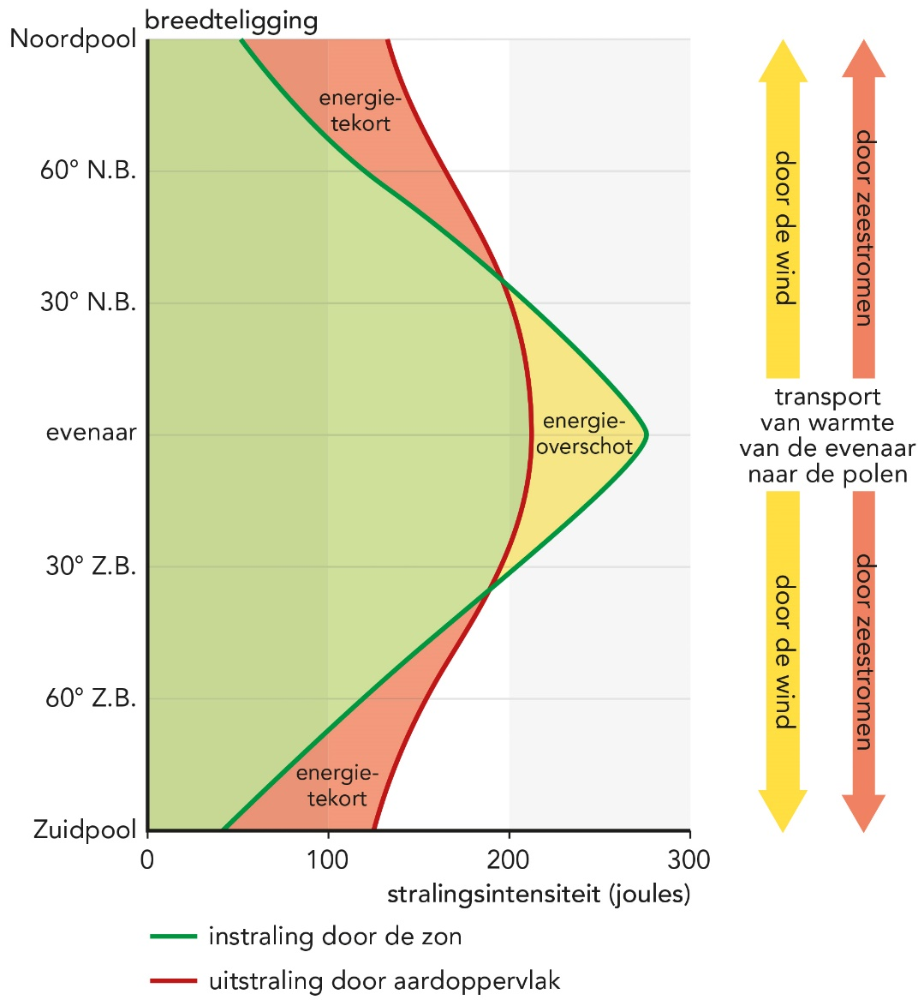 breedteligging
Noordpool
60° N.B.
30° N.B.
evenaar
30° Z.B.
60° Z.B.
Zuidpool
energie-
tekort
energie-
overschot
energie-
tekort
0
100
200
300
stralingsintensiteit (joules)
instraling door de zon
uitstraling door aardoppervlak
door de wind
door zeestromen
transport
van warmte
van de evenaar
naar de polen
door de wind
door zeestromen